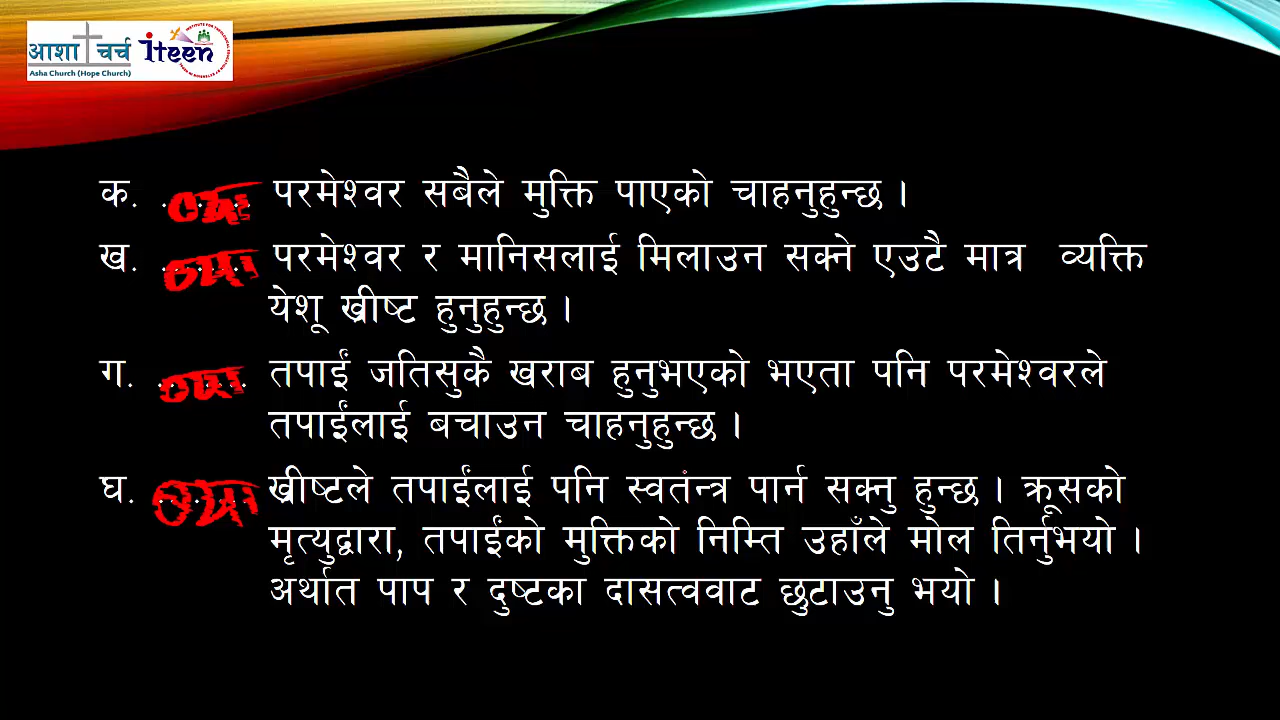 आशा चर्च iteen
Asha Church (Hope Church)
क. ........ परमेश्वर सबैले मुक्ति पाएको चाहनुहुन्छ ।
ख. ........ परमेश्वर र मानिसलाई मिलाउन सक्ने एउटै मात्र व्यक्ति
येशू ख्रीष्ट हुनुहुन्छ ।
ग. ........ तपाईं जतिसुकै खराब हुनुभएको भएता पनि परमेश्वरले
तपाईंलाई बचाउन चाहनुहुन्छ ।
घ. ........ ख्रीष्टले तपाईंलाई पनि स्वतंन्त्र पार्न सक्नु हुन्छ । क्रूसको
मृत्युद्वारा, तपाईंको मुक्तिको निम्ति उहाँले मोल तिर्नुभयो ।
अर्थात पाप र दुष्टका दासत्ववाट छुटाउनु भयो ।